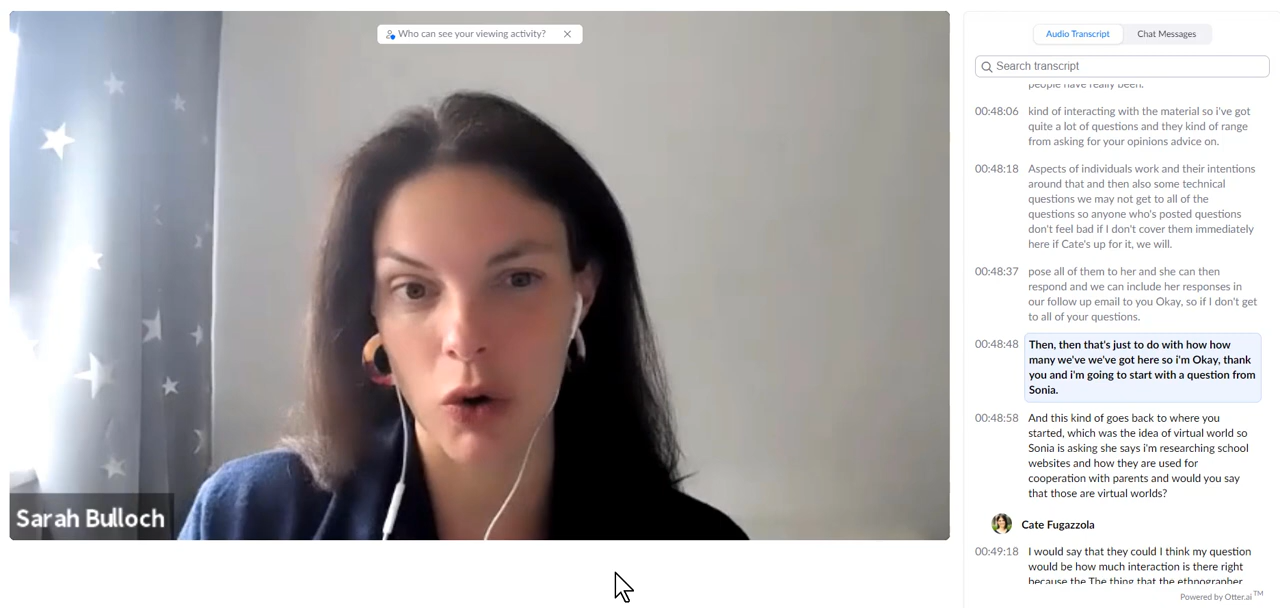 Who can see your viewing activity?
Sarah Bulloch
Audio Transcript
Chat Messages
Search transcript
people have really been.
00:48:06
kind of interacting with the material so i've got
quite a lot of questions and they kind of range
from asking for your opinions advice on.
00:48:18
Aspects of individuals work and their intentions
around that and then also some technical
questions we may not get to all of the
questions so anyone who's posted questions
don't feel bad if I don't cover them immediately
here if Cate's up for it, we will.
00:48:37
pose all of them to her and she can then
respond and we can include her responses in
our follow up email to you Okay, so if I don't get
to all of your questions.
00:48:48
Then, then that's just to do with how how
many we've we've got here so i'm Okay, thank
you and i'm going to start with a question from
Sonia.
00:48:58
And this kind of goes back to where you
started, which was the idea of virtual world so
Sonia is asking she says i'm researching school
websites and how they are used for
cooperation with parents and would you say
that those are virtual worlds?
Cate Fugazzola
00:49:18
I would say that they could I think my question
would be how much interaction is there right
because the The thing that the ethnographer
Powered by Otter.ai TM